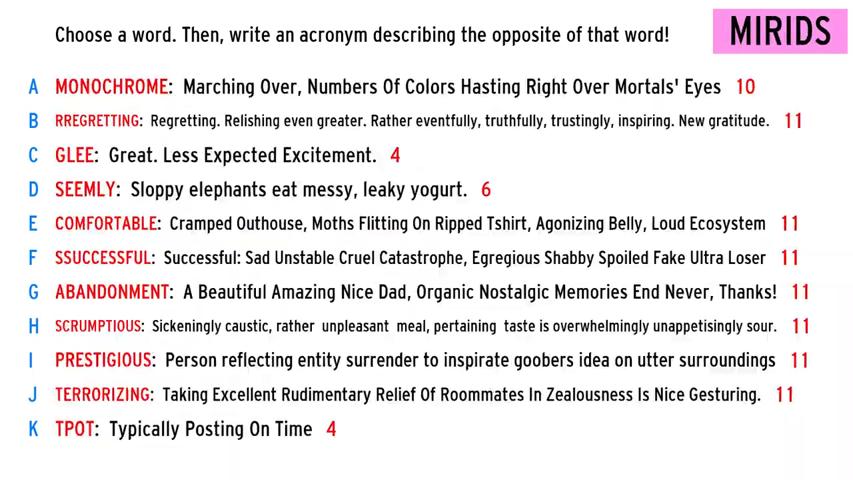 Choose a word. Then, write an acronym describing the opposite of that word!
MIRIDS
A MONOCHROME: Marching Over, Numbers Of Colors Hasting Right Over Mortals' Eyes 10
B RREGRETTING: Regretting. Relishing even greater. Rather eventfully, truthfully, trustingly, inspiring. New gratitude. 11
C GLEE: Great. Less Expected Excitement. 4
D SEEMLY: Sloppy elephants eat messy, leaky yogurt. 6
E COMFORTABLE: Cramped Outhouse, Moths Flitting On Ripped Tshirt, Agonizing Belly, Loud Ecosystem 11
F SSUCCESSFUL: Successful: Sad Unstable Cruel Catastrophe, Egregious Shabby Spoiled Fake Ultra Loser 11
G ABANDONMENT: A Beautiful Amazing Nice Dad, Organic Nostalgic Memories End Never, Thanks! 11
H SCRUMPTIOUS: Sickeningly caustic, rather unpleasant meal, pertaining taste is overwhelmingly unappetisingly sour. 11
I PRESTIGIOUS: Person reflecting entity surrender to inspirate goobers idea on utter surroundings 11
J TERRORIZING: Taking Excellent Rudimentary Relief Of Roommates In Zealousness Is Nice Gesturing. 11
K TPOT: Typically Posting On Time 4